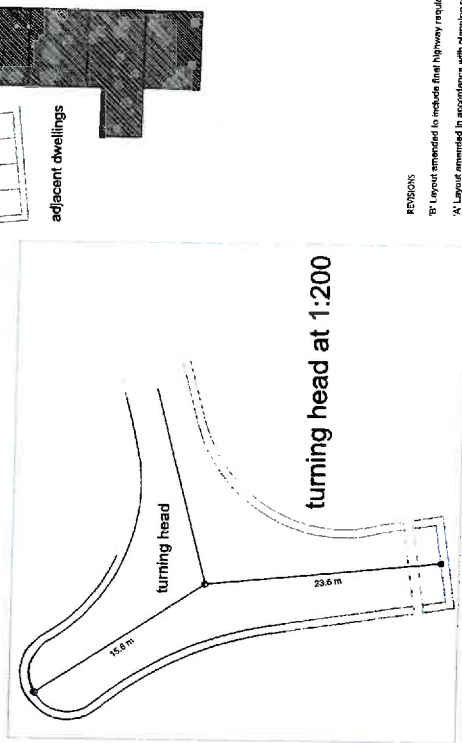 adjacent dwellings
REVISIONS
'B' Layout amended to include final highway
'A' Layout amended in accordance with planning
turning head
15.6 m
23.6 m
turning head at 1:200